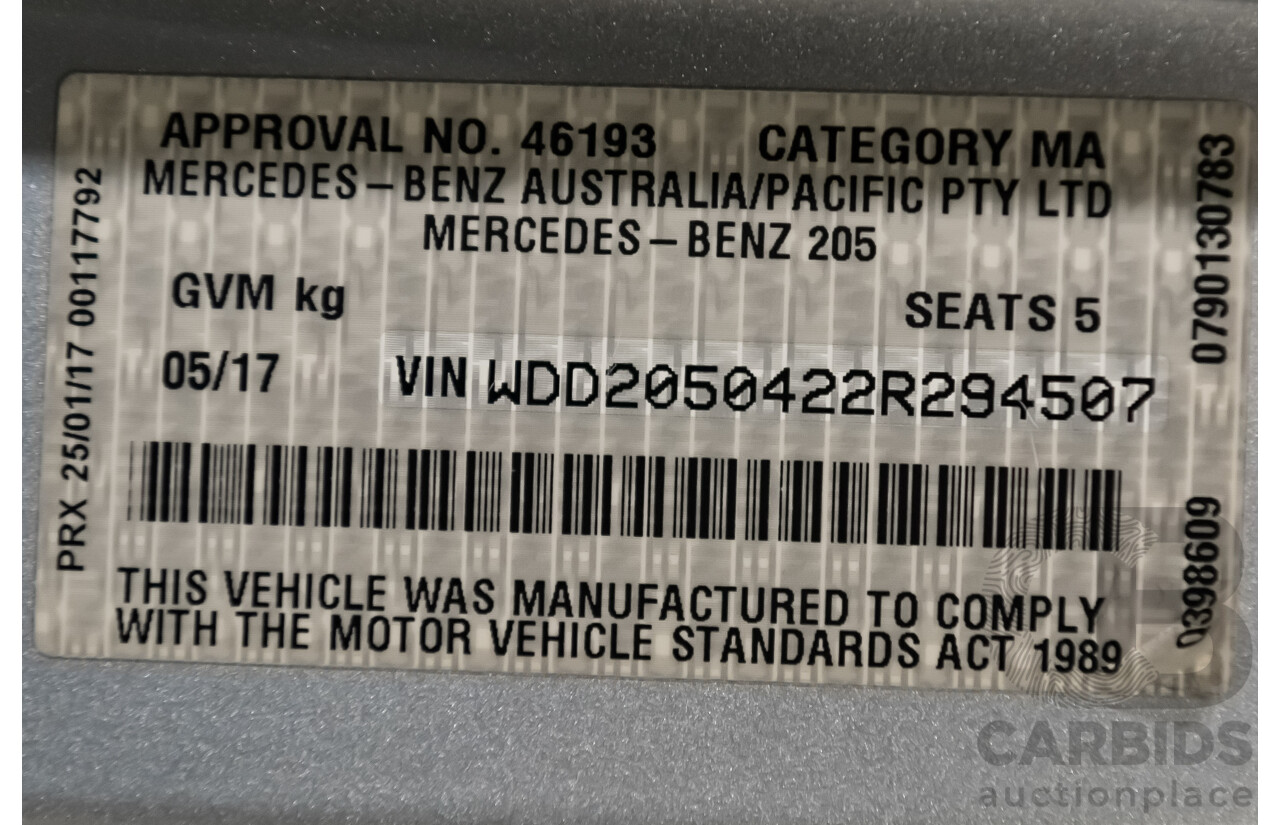 APPROVAL NO. 46193 CATEGORY MA
MERCEDES-BENZ AUSTRALIA/PACIFIC PTY LTD
MERCEDES-BENZ 205
GVM kg SEATS 5
05/17 VIN WDD2050422R294507
THIS VEHICLE WAS MANUFACTURED TO COMPLY
WITH THE MOTOR VEHICLE STANDARDS ACT 1989
PRX 25/01/17 00117792
0790130783
0398609
CARBIDS
auctionplace